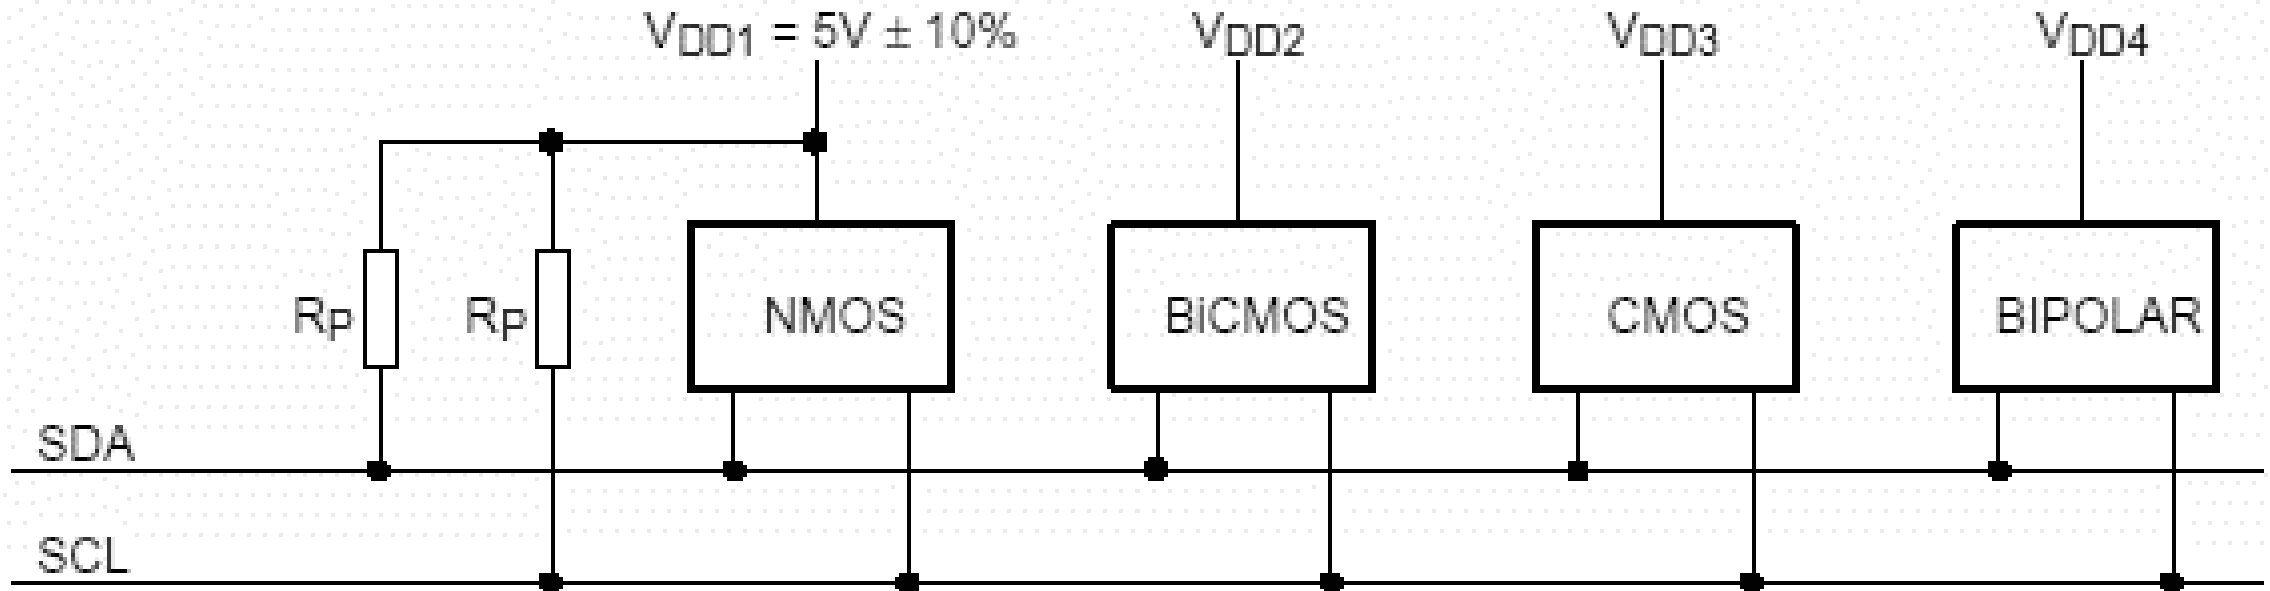 VDD1 = 5V ± 10%
VDD2
VDD3
VDD4
RP
RP
NMOS
BiCMOS
CMOS
BIPOLAR
SDA
SCL